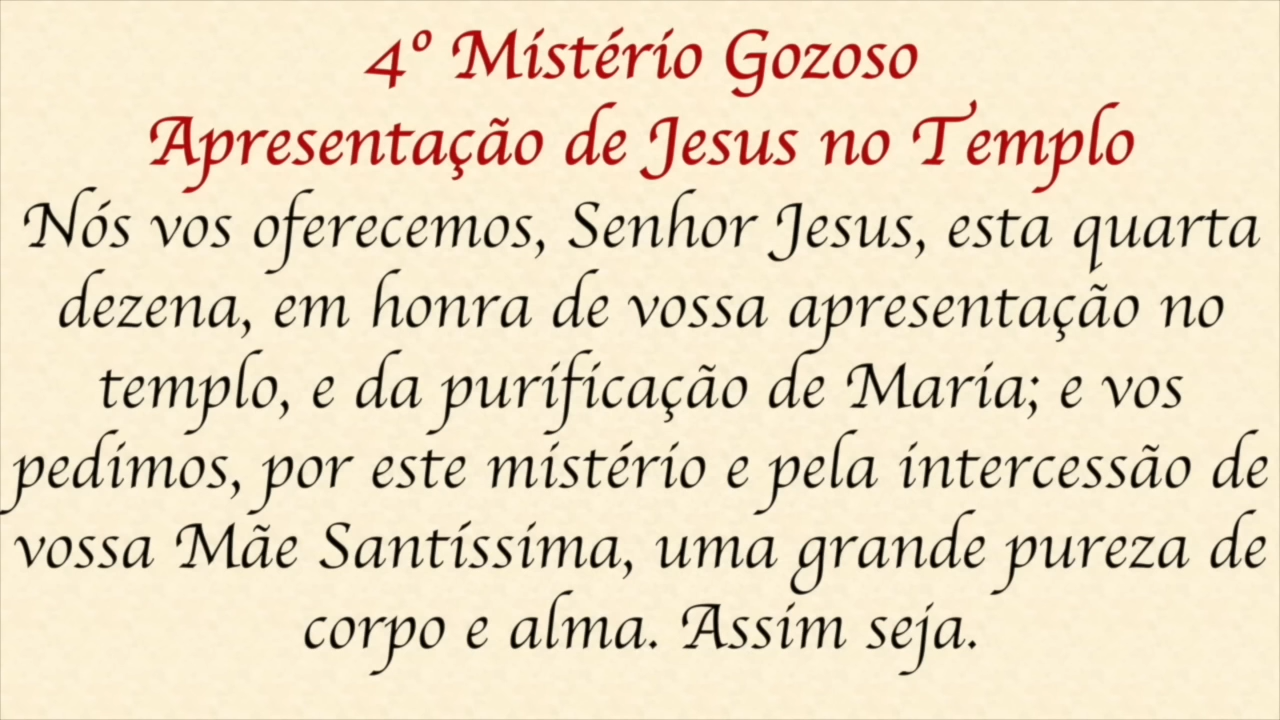 4º Mistério Gozoso
Apresentação de Jesus no Templo
Nós vos oferecemos, Senhor Jesus, esta quarta
dezena, em honra de vossa apresentação no
templo, e da purificação de Maria; e vos
pedimos, por este mistério e pela intercessão de
vossa Mãe Santíssima, uma grande pureza de
corpo e alma. Assim seja.